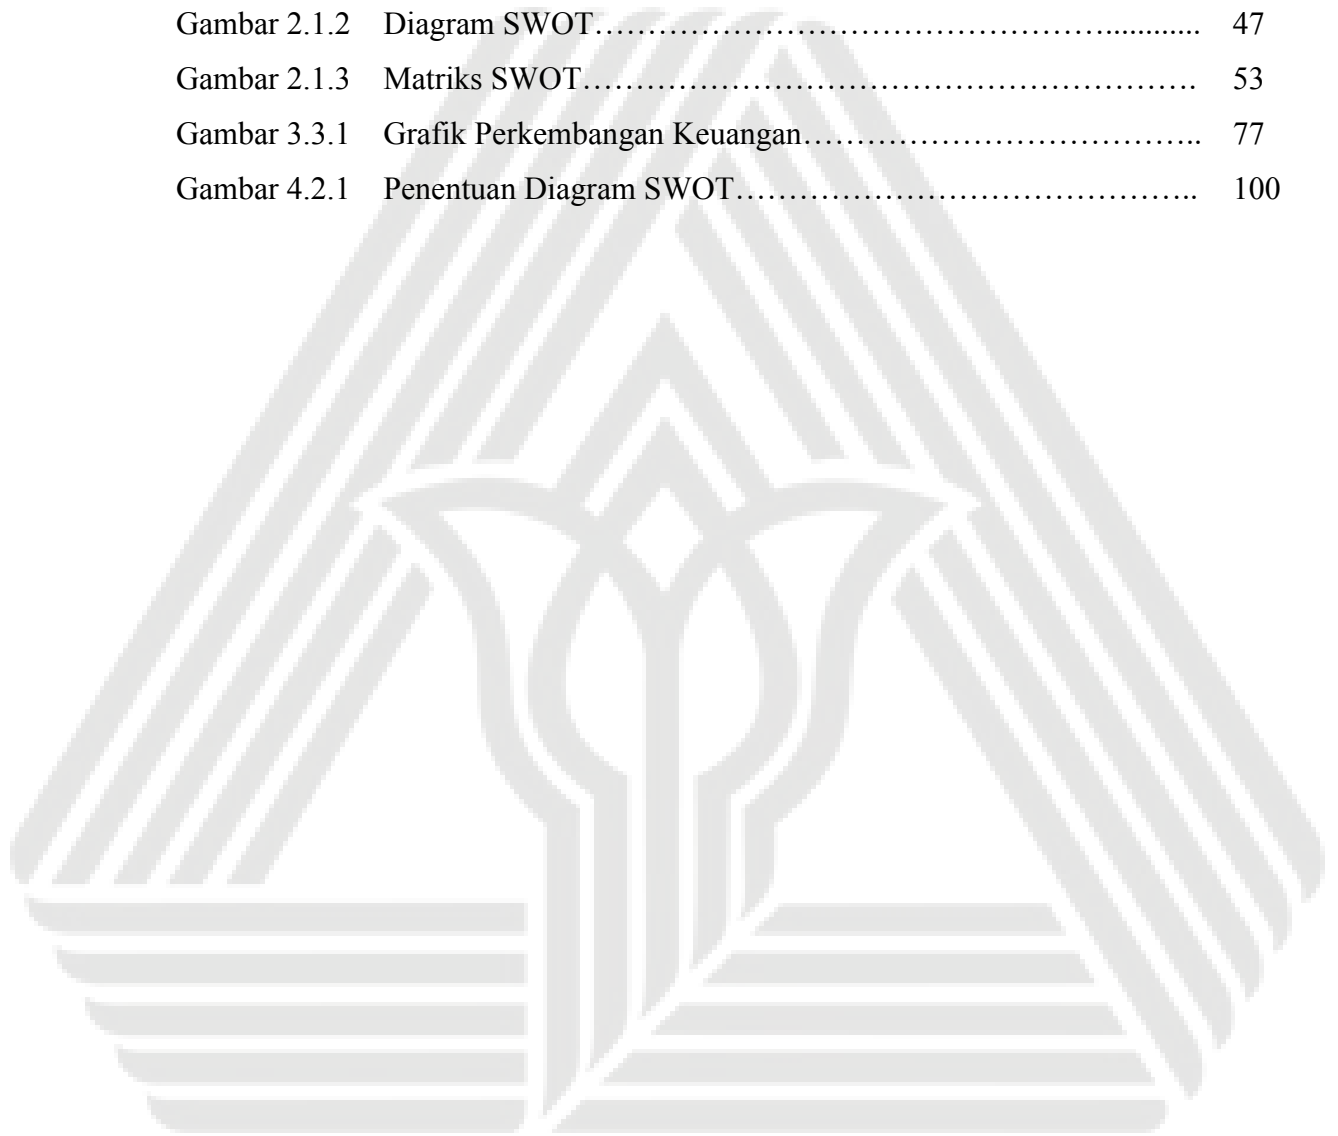 Gambar 2.1.2 Diagram SWOT…………………………………………………............ 47
Gambar 2.1.3 Matriks SWOT…………………………………………………………. 53
Gambar 3.3.1 Grafik Perkembangan Keuangan………………………………….. 77
Gambar 4.2.1 Penentuan Diagram SWOT………………………………………….. 100